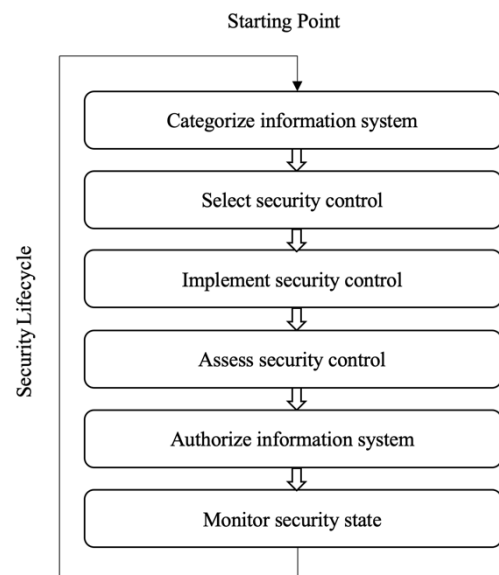 Starting Point
Categorize information system
Select security control
Implement security control
Assess security control
Authorize information system
Monitor security state
Security Lifecycle